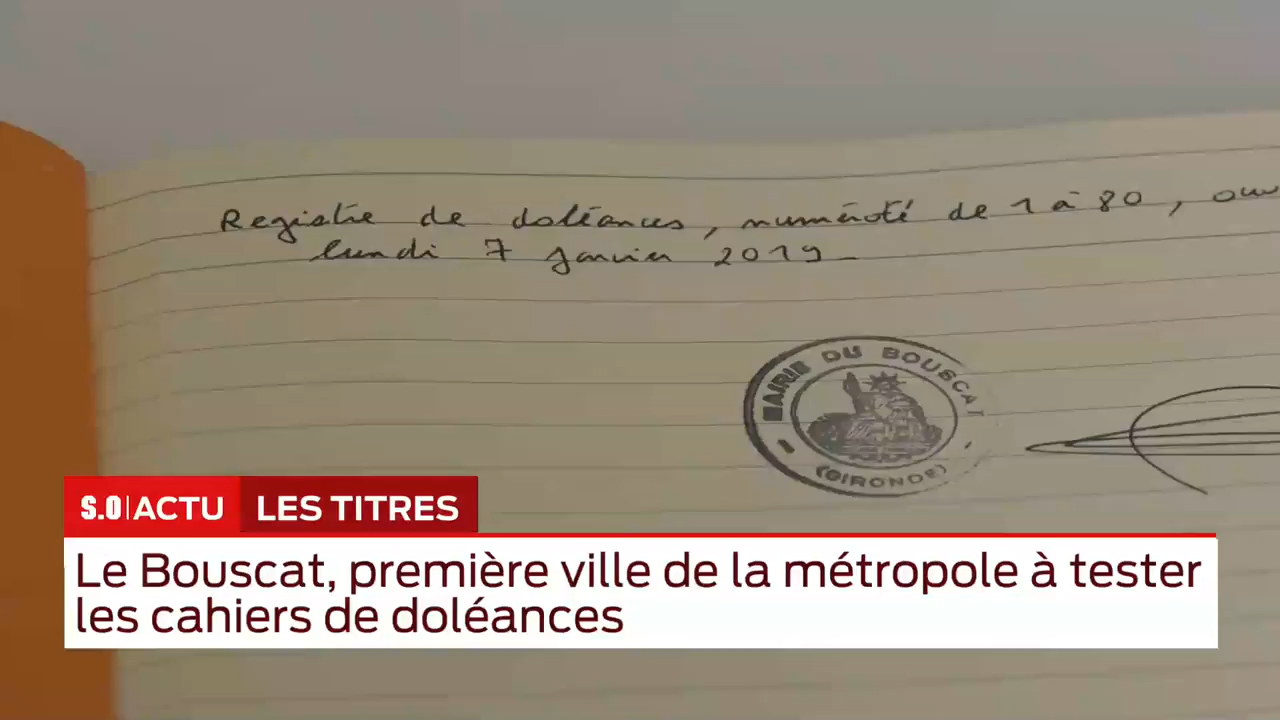 Registre de doléances, numéroté de 1 à 80,
lundi 7 janvier 2019
MAIRIE DU BOUSCAT
(GIRONDE)
S.O ACTU LES TITRES
Le Bouscat, première ville de la métropole à tester
les cahiers de doléances